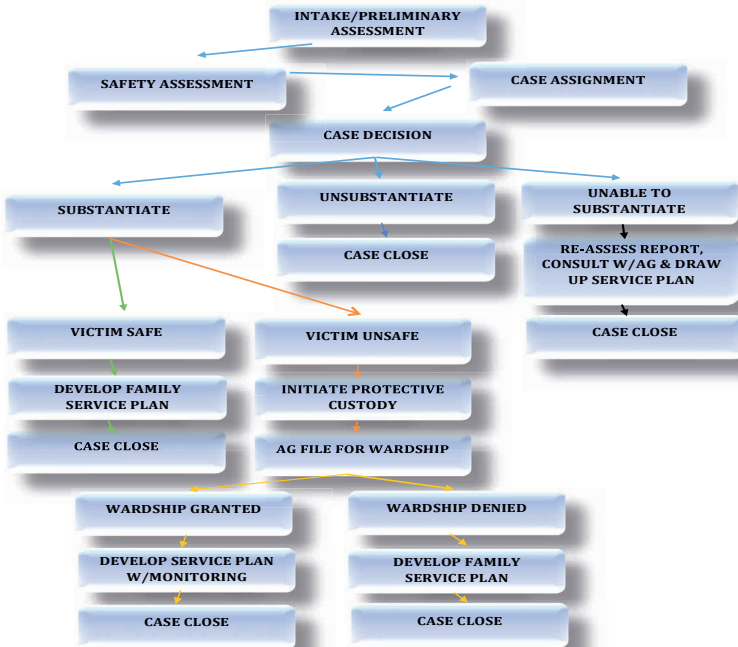 INTAKE/PRELIMINARY
ASSESSMENT
SAFETY ASSESSMENT
CASE ASSIGNMENT
CASE DECISION
SUBSTANTIATE
UNSUBSTANTIATE
UNABLE TO
SUBSTANTIATE
CASE CLOSE
RE-ASSESS REPORT,
CONSULT W/AG & DRAW
UP SERVICE PLAN
VICTIM SAFE
VICTIM UNSAFE
CASE CLOSE
DEVELOP FAMILY
SERVICE PLAN
INITIATE PROTECTIVE
CUSTODY
CASE CLOSE
AG FILE FOR WARDSHIP
WARDSHIP GRANTED
WARDSHIP DENIED
DEVELOP SERVICE PLAN
W/MONITORING
DEVELOP FAMILY
SERVICE PLAN
CASE CLOSE
CASE CLOSE